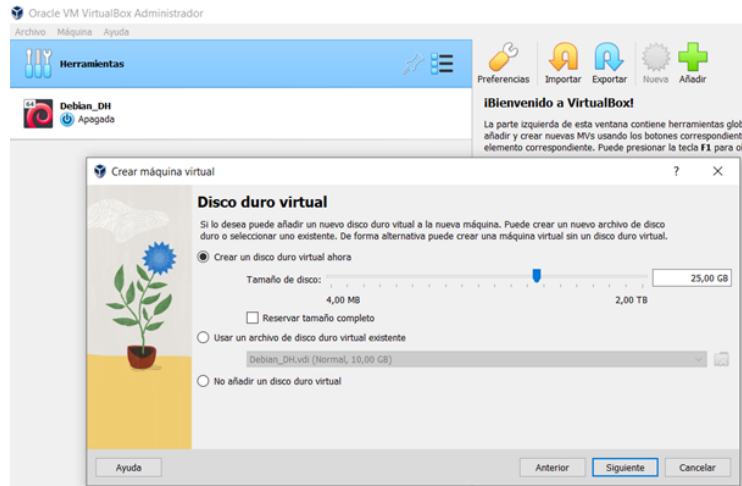 Oracle VM VirtualBox Administrador
Archivo Máquina Ayuda
Herramientas
Preferencias Importar Exportar Nueva Añadir
64
Debian_DH
Apagada
¡Bienvenido a VirtualBox!
La parte izquierda de esta ventana contiene herramientas glob
añadir y crear nuevas MVs usando los botones correspondient
elemento correspondiente. Puede presionar la tecla F1 para o
Crear máquina virtual
? X
Disco duro virtual
Si lo desea puede añadir un nuevo disco duro vitual a la nueva máquina. Puede crear un nuevo archivo de disco
duro o seleccionar uno existente. De forma alternativa puede crear una máquina virtual sin un disco duro virtual.
Crear un disco duro virtual ahora
Tamaño de disco: 25,00 GB
4,00 MB 2,00 TB
Reservar tamaño completo
Usar un archivo de disco duro virtual existente
Debian_DH.vdi (Normal, 10,00 GB)
No añadir un disco duro virtual
Ayuda Anterior Siguiente Cancelar